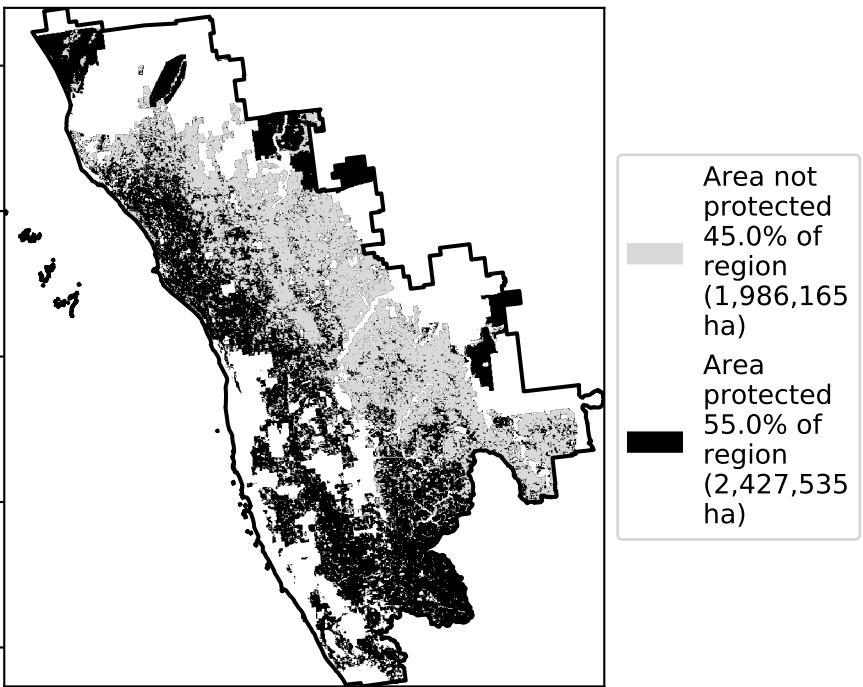 Area not
protected
45.0% of
region
(1,986,165
ha)
Area
protected
55.0% of
region
(2,427,535
ha)